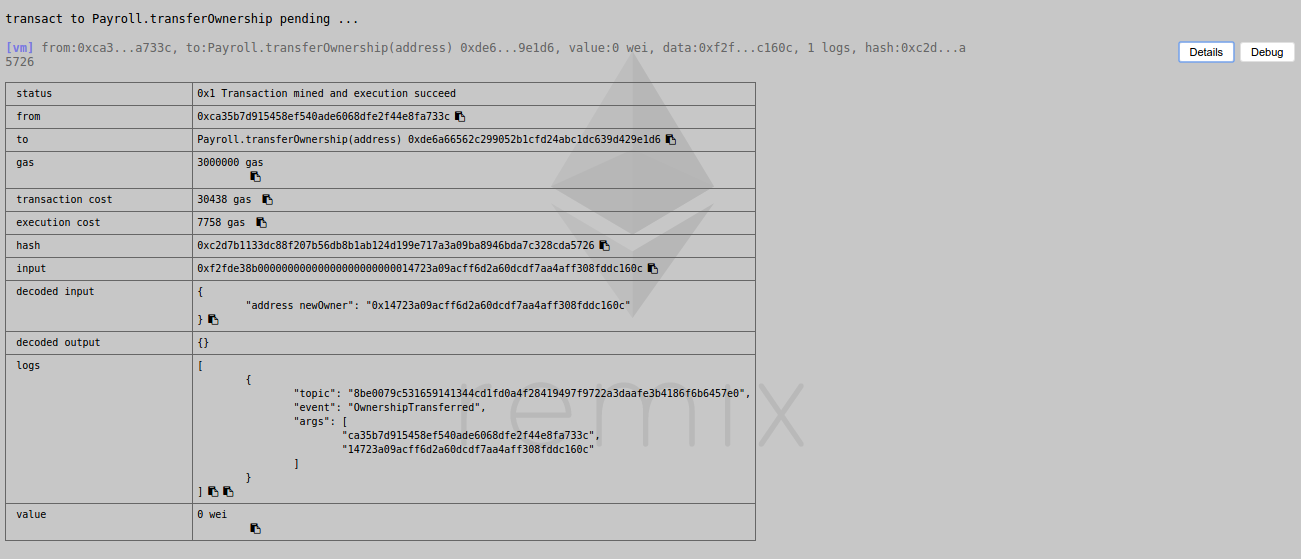 transact to Payroll.transferOwnership pending ...
[vm] from:0xca3...a733c, to:Payroll.transferOwnership(address) 0xde6...9e1d6, value:0 wei, data:0xf2f...c160c, 1 logs, hash:0xc2d...a
5726
Details Debug
status 0x1 Transaction mined and execution succeed
from 0xca35b7d915458ef540ade6068dfe2f44e8fa733c
to Payroll.transferOwnership(address) 0xde6a66562c299052b1cfd24abc1dc639d429e1d6
gas 3000000 gas
transaction cost 30438 gas
execution cost 7758 gas
hash 0xc2d7b1133dc88f207b56db8b1ab124d199e717a3a09ba8946bda7c328cda5726
input 0xf2fde38b00000000000000000000000014723a09acff6d2a60dcdf7aa4aff308fddc160c
decoded input {
"address newOwner": "0x14723a09acff6d2a60dcdf7aa4aff308fddc160c"
}
decoded output {}
logs [
{
"topic": "8be0079c531659141344cd1fd0a4f28419497f9722a3daafe3b4186f6b6457e0",
"event": "OwnershipTransferred",
"args": [
"ca35b7d915458ef540ade6068dfe2f44e8fa733c",
"14723a09acff6d2a60dcdf7aa4aff308fddc160c"
]
}
]
value 0 wei
remix